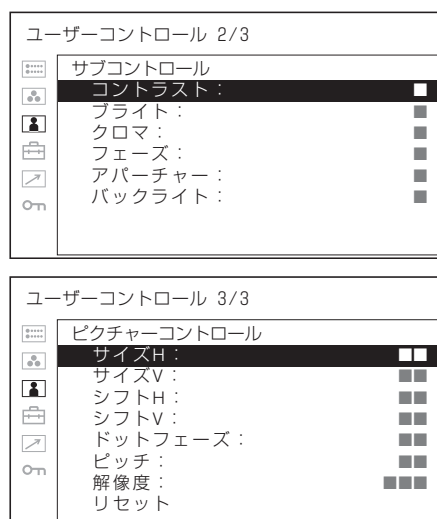 ユーザーコントロール 2/3
サブコントロール
コントラスト：
ブライト：
クロマ：
フェーズ：
アパーチャー：
バックライト：
ユーザーコントロール 3/3
ピクチャーコントロール
サイズH：
サイズV：
シフトH：
シフトV：
ドットフェーズ：
ピッチ：
解像度：
リセット